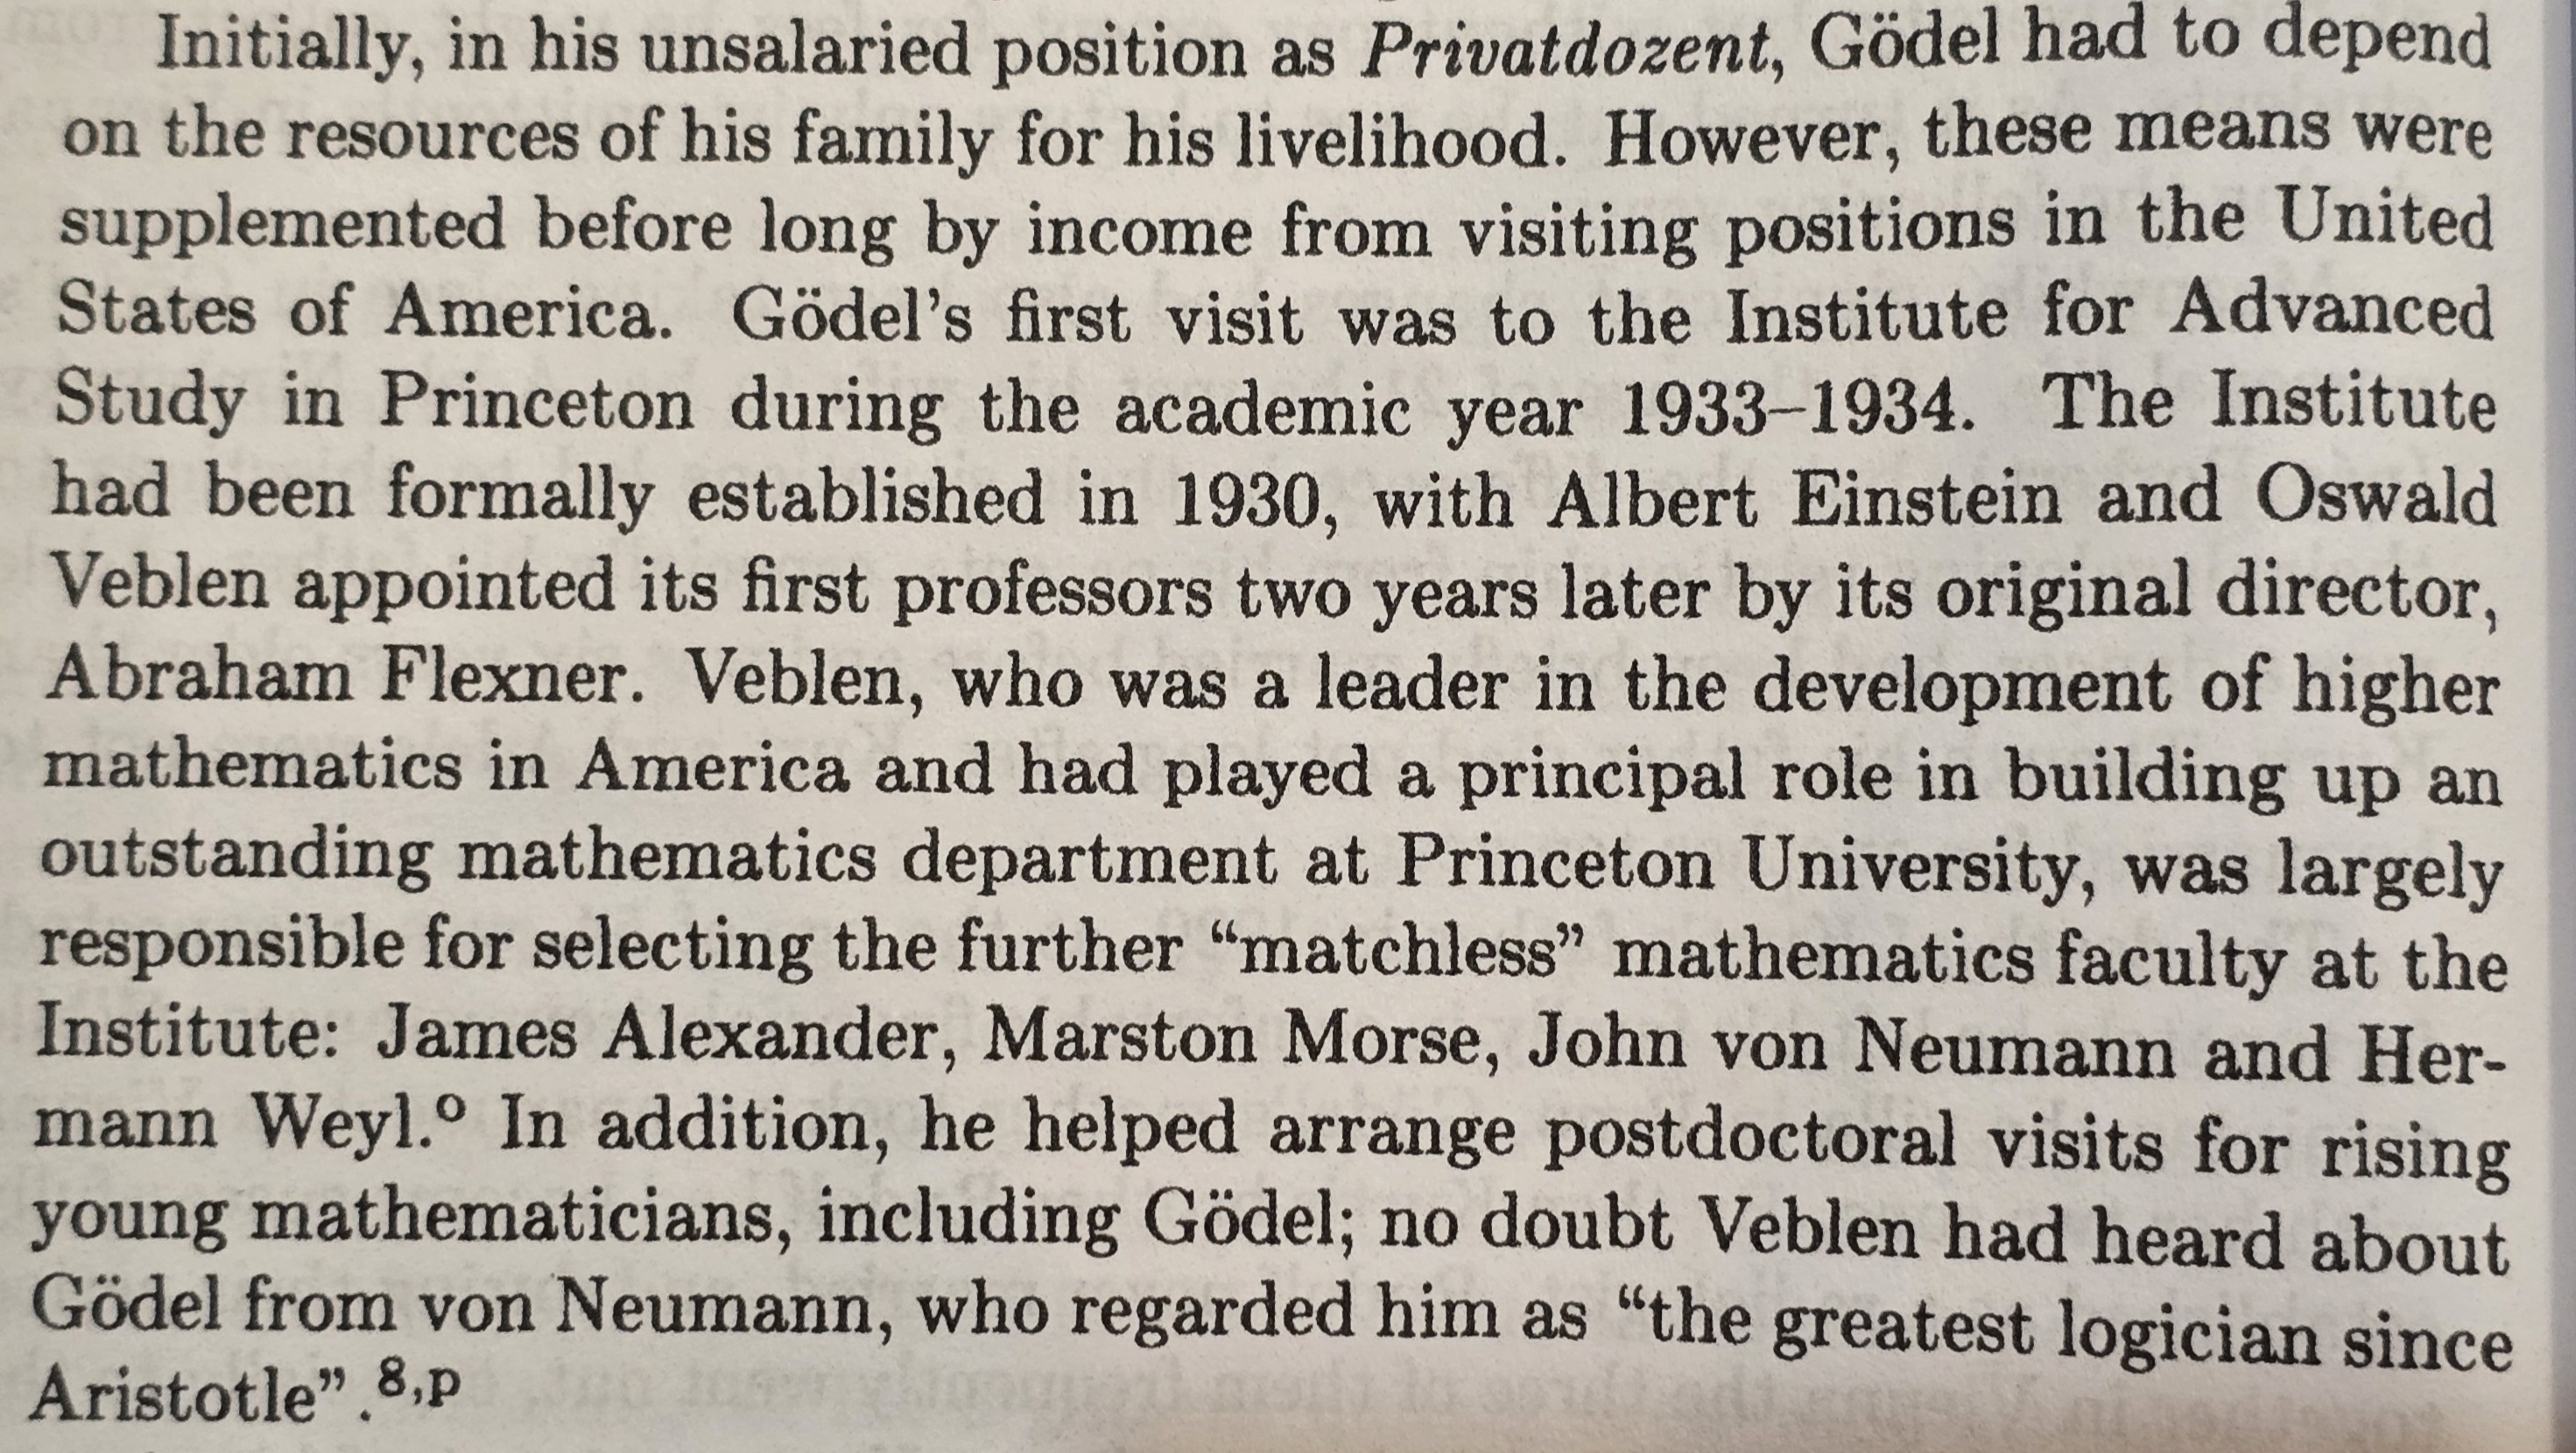 Initially, in his unsalaried position as Privatdozent, Gödel had to depend
on the resources of his family for his livelihood. However, these means were
supplemented before long by income from visiting positions in the United
States of America. Gödel's first visit was to the Institute for Advanced
Study in Princeton during the academic year 1933–1934. The Institute
had been formally established in 1930, with Albert Einstein and Oswald
Veblen appointed its first professors two years later by its original director,
Abraham Flexner. Veblen, who was a leader in the development of higher
mathematics in America and had played a principal role in building up an
outstanding mathematics department at Princeton University, was largely
responsible for selecting the further “matchless” mathematics faculty at the
Institute: James Alexander, Marston Morse, John von Neumann and Her-
mann Weyl.º In addition, he helped arrange postdoctoral visits for rising
young mathematicians, including Gödel; no doubt Veblen had heard about
Gödel from von Neumann, who regarded him as “the greatest logician since
Aristotle”.⁸,ᵖ